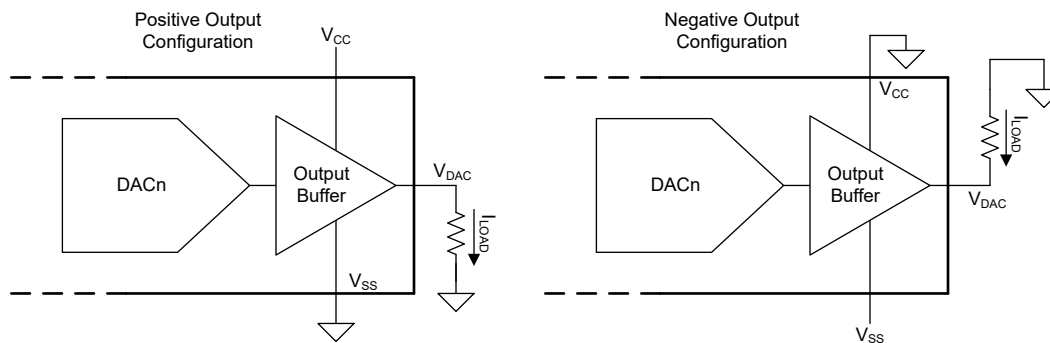 Positive Output
Configuration
VCC
DACn
Output
Buffer
VDAC
ILOAD
VSS
Negative Output
Configuration
VCC
DACn
Output
Buffer
ILOAD
VDAC
VSS